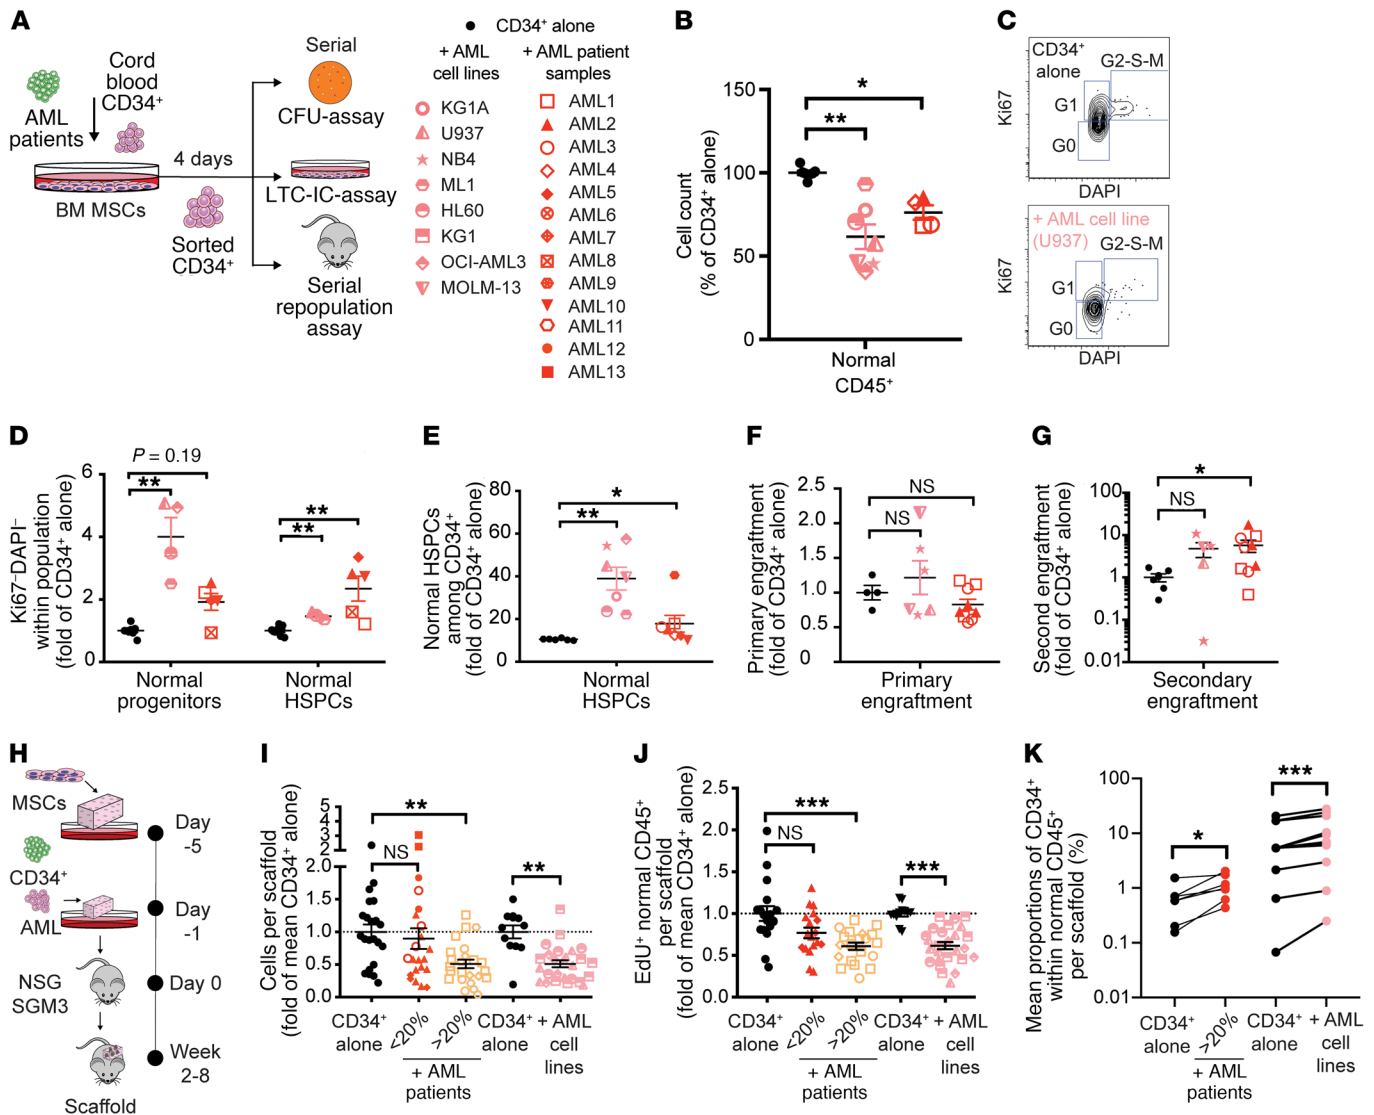 A
AML
patients
Cord
blood
CD34+
BM MSCs
4 days
Sorted
CD34+
Serial
CFU-assay
LTC-IC-assay
Serial
repopulation
assay
CD34+ alone
+ AML
cell lines
KG1A
U937
NB4
ML1
HL60
KG1
OCI-AML3
MOLM-13
+ AML patient
samples
AML1
AML2
AML3
AML4
AML5
AML6
AML7
AML8
AML9
AML10
AML11
AML12
AML13
B
Cell count
(% of CD34+ alone)
150
100
50
0
**
*
Normal
CD45+
C
CD34+
alone
G2-S-M
G1
G0
Ki67
DAPI
+ AML cell line
(U937)
G2-S-M
G1
G0
Ki67
DAPI
D
Ki67-DAPI-
within population
(fold of CD34+ alone)
6
4
2
0
P = 0.19
**
**
**
Normal
progenitors
Normal
HSPCs
E
Normal HSPCs
among CD34+
(fold of CD34+ alone)
80
60
40
20
0
*
**
Normal
HSPCs
F
Primary engraftment
(fold of CD34+ alone)
2.5
2.0
1.5
1.0
0.5
0
NS
NS
Primary
engraftment
G
Second engraftment
(fold of CD34+ alone)
100
10
1
0.1
0.01
*
NS
Secondary
engraftment
H
MSCs
CD34+
AML
NSG
SGM3
Scaffold
Day
-5
Day
-1
Day 0
Week
2-8
I
Cells per scaffold
(fold of mean CD34+ alone)
5
4
3
2
2.0
1.5
1.0
0.5
0.0
**
NS
**
CD34+
alone
<20%
>20%
+ AML
patients
CD34+
alone
+ AML
cell
lines
J
EdU+ normal CD45+
per scaffold
(fold of mean CD34+ alone)
2.5
2.0
1.5
1.0
0.5
0.0
***
NS
***
CD34+
alone
<20%
>20%
+ AML
patients
CD34+
alone
+ AML
cell
lines
K
Mean proportions of CD34+
within normal CD45+
per scaffold (%)
100
10
1
0.1
0.01
*
***
CD34+
alone
>20%
+ AML
patients
CD34+
alone
+ AML
cell
lines